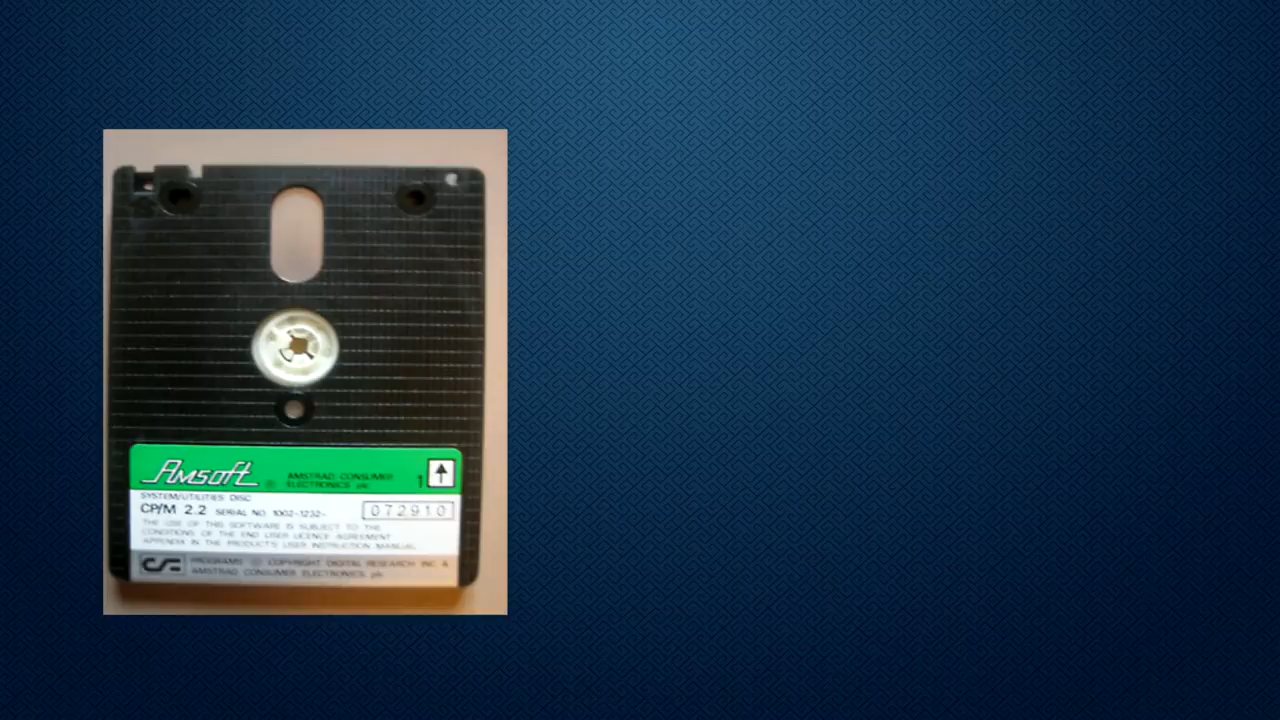 Amsoft ®
AMSTRAD CONSUMER
ELECTRONICS plc
1
SYSTEM/UTILITIES DISC
CP/M 2.2 SERIAL NO. 1002-1232- 072910
THE USE OF THIS SOFTWARE IS SUBJECT TO THE
CONDITIONS OF THE END USER LICENCE AGREEMENT
APPENDIX IN THE PRODUCT'S USER INSTRUCTION MANUAL.
PROGRAMS © COPYRIGHT DIGITAL RESEARCH INC. &
AMSTRAD CONSUMER ELECTRONICS plc